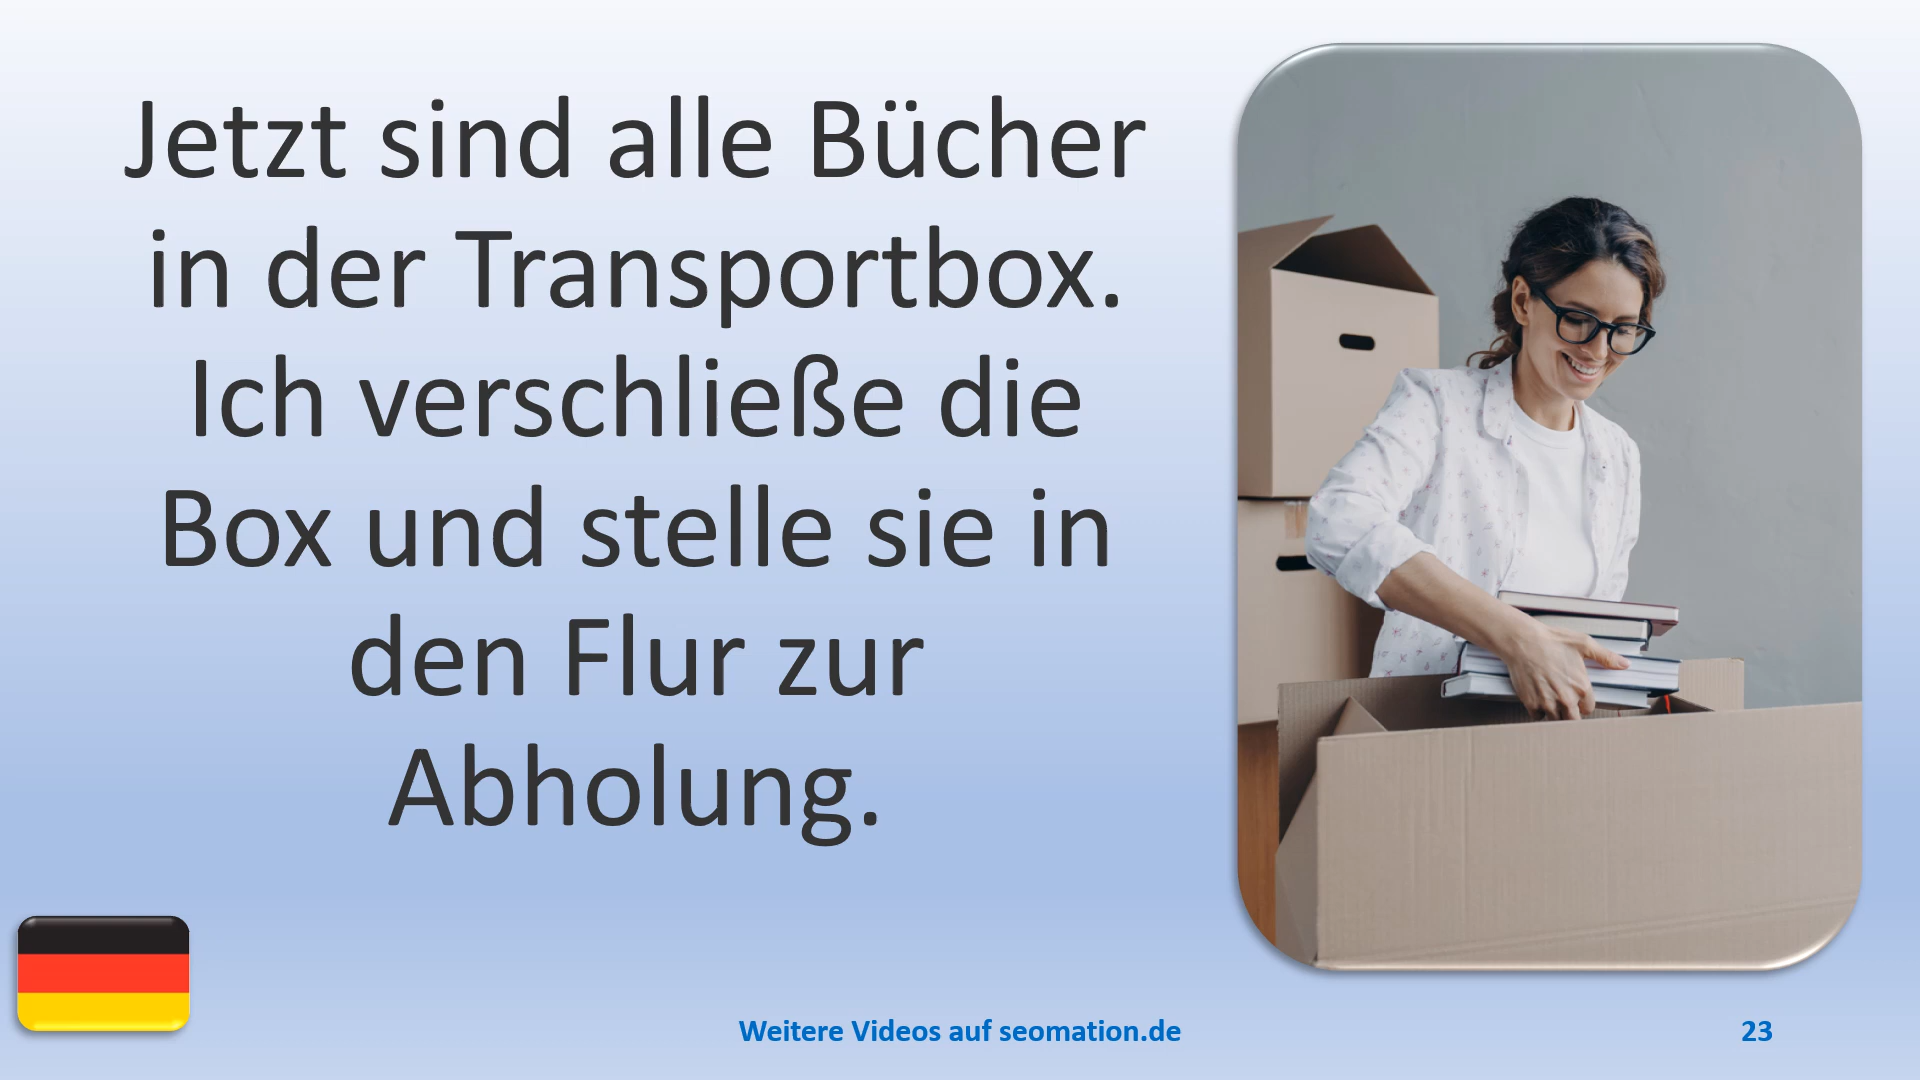 Jetzt sind alle Bücher
in der Transportbox.
Ich verschließe die
Box und stelle sie in
den Flur zur
Abholung.
Weitere Videos auf seomation.de
23